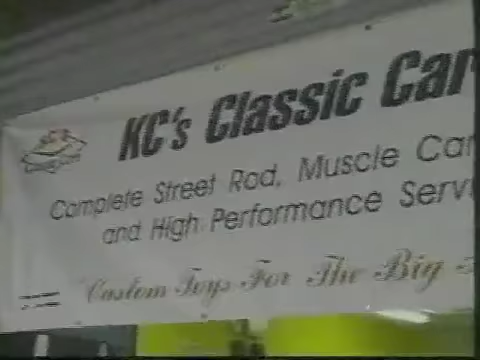 KC's Classic Car
Complete Street Rod, Muscle Car
and High Performance Serv
"Custom Toys For The Big